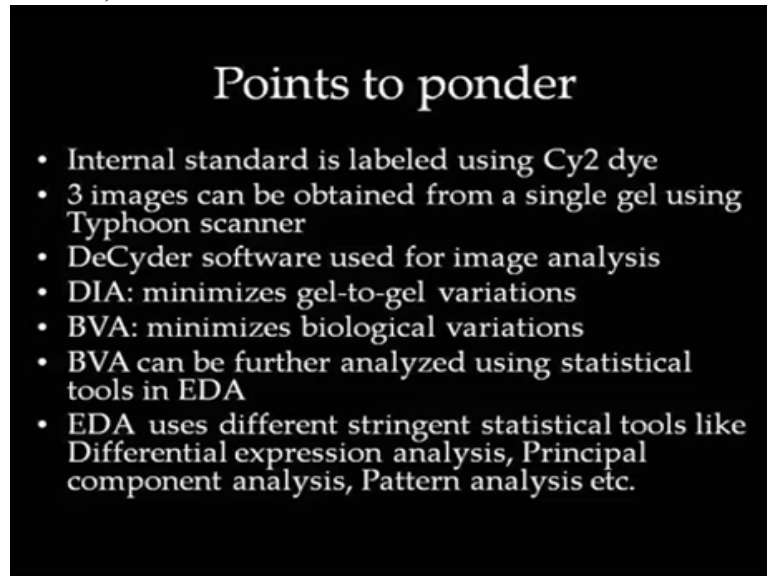 Points to ponder
• Internal standard is labeled using Cy2 dye
• 3 images can be obtained from a single gel using
Typhoon scanner
• DeCyder software used for image analysis
• DIA: minimizes gel-to-gel variations
• BVA: minimizes biological variations
• BVA can be further analyzed using statistical
tools in EDA
• EDA uses different stringent statistical tools like
Differential expression analysis, Principal
component analysis, Pattern analysis etc.